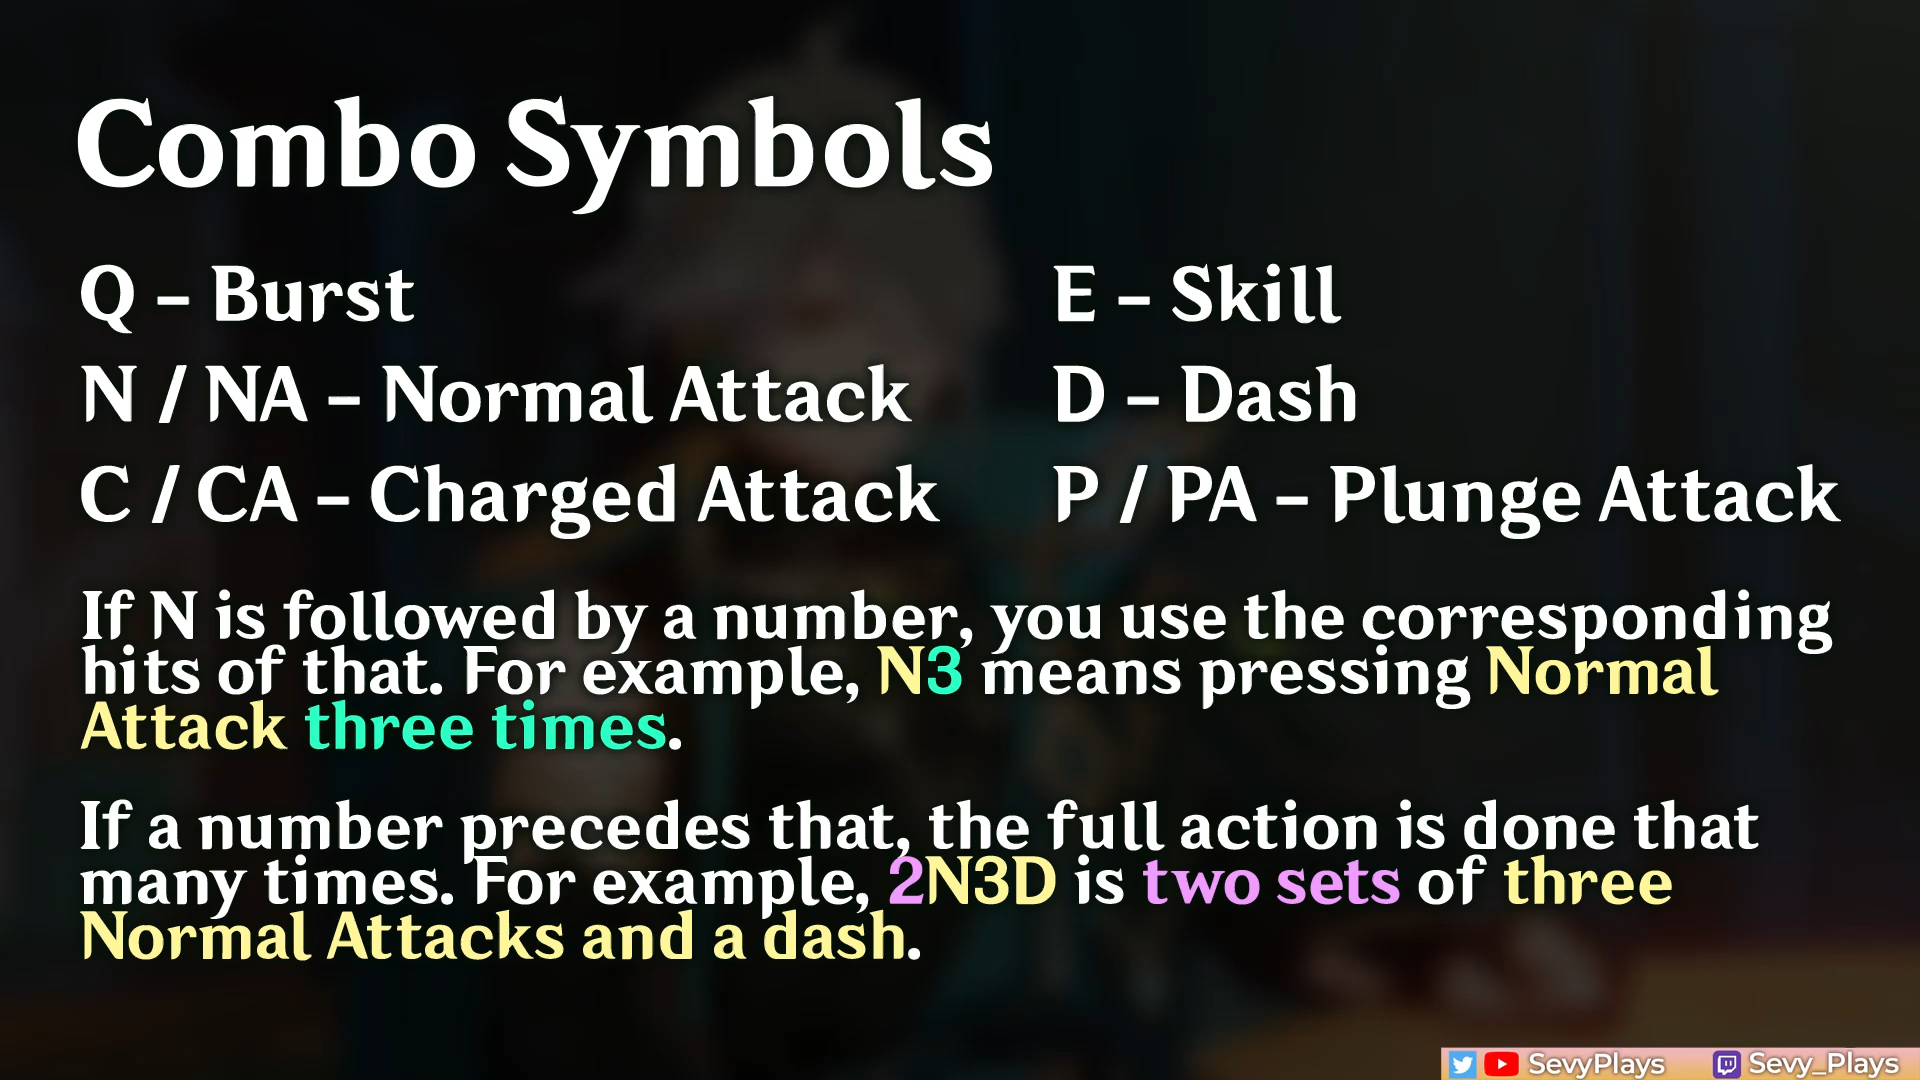 Combo Symbols
Q – Burst
E – Skill
N / NA – Normal Attack
D – Dash
C / CA – Charged Attack
P / PA – Plunge Attack
If N is followed by a number, you use the corresponding
hits of that. For example, N3 means pressing Normal
Attack three times.
If a number precedes that, the full action is done that
many times. For example, 2N3D is two sets of three
Normal Attacks and a dash.
SevyPlays
Sevy_Plays